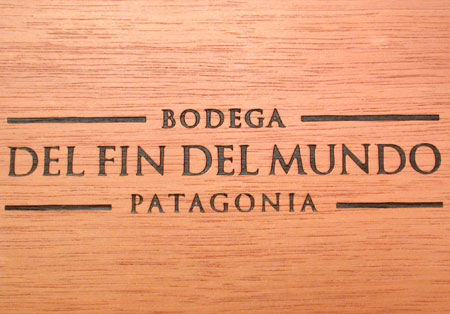 BODEGA
DEL FIN DEL MUNDO
PATAGONIA